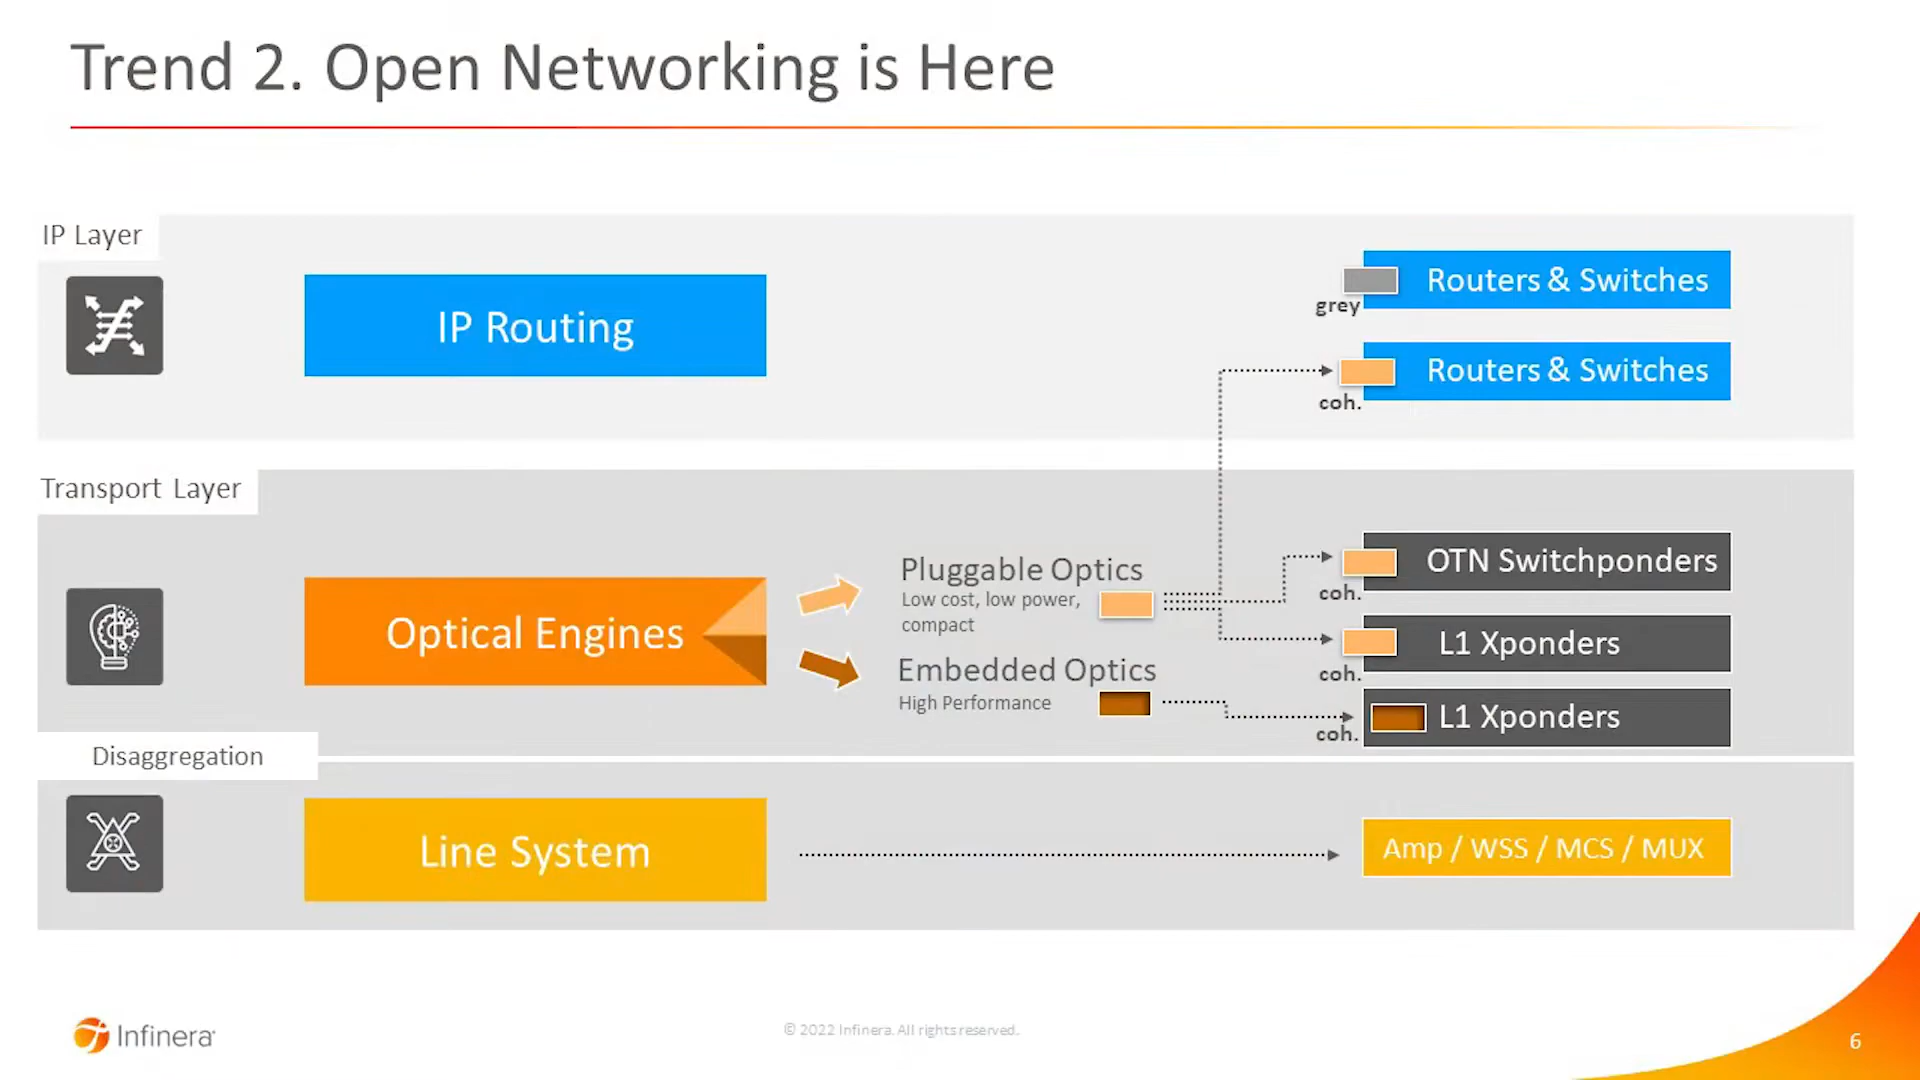 Trend 2. Open Networking is Here
IP Layer
IP Routing
Routers & Switches
grey
Routers & Switches
coh.
Transport Layer
Optical Engines
Pluggable Optics
Low cost, low power,
compact
Embedded Optics
High Performance
OTN Switchponders
coh.
L1 Xponders
coh.
L1 Xponders
coh.
Disaggregation
Line System
Amp / WSS / MCS / MUX
Infinera
© 2022 Infinera. All rights reserved.
6